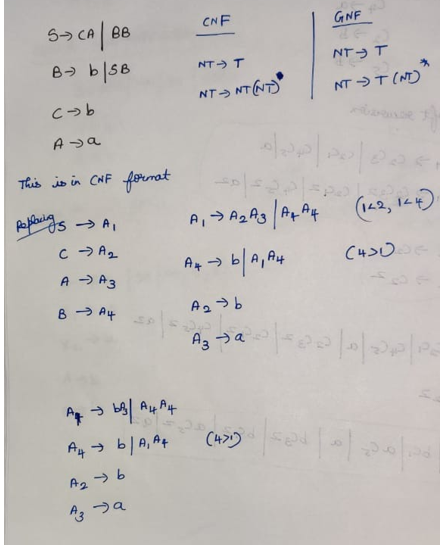 S → CA | BB
B → b | SB
C → b
A → a
CNF
NT → T
NT → NT(NT)*
GNF
NT → T
NT → T (NT)*
This is in CNF format
Replacing S → A1
C → A2
A → A3
B → A4
A1 → A2A3 | A4 A4 (1<2, 1<4)
A4 → b | A1A4 (4>1)
A2 → b
A3 → a
→ bA3 | A4 A4
A4 → b | A1 A4 (4>1)
A2 → b
A3 → a